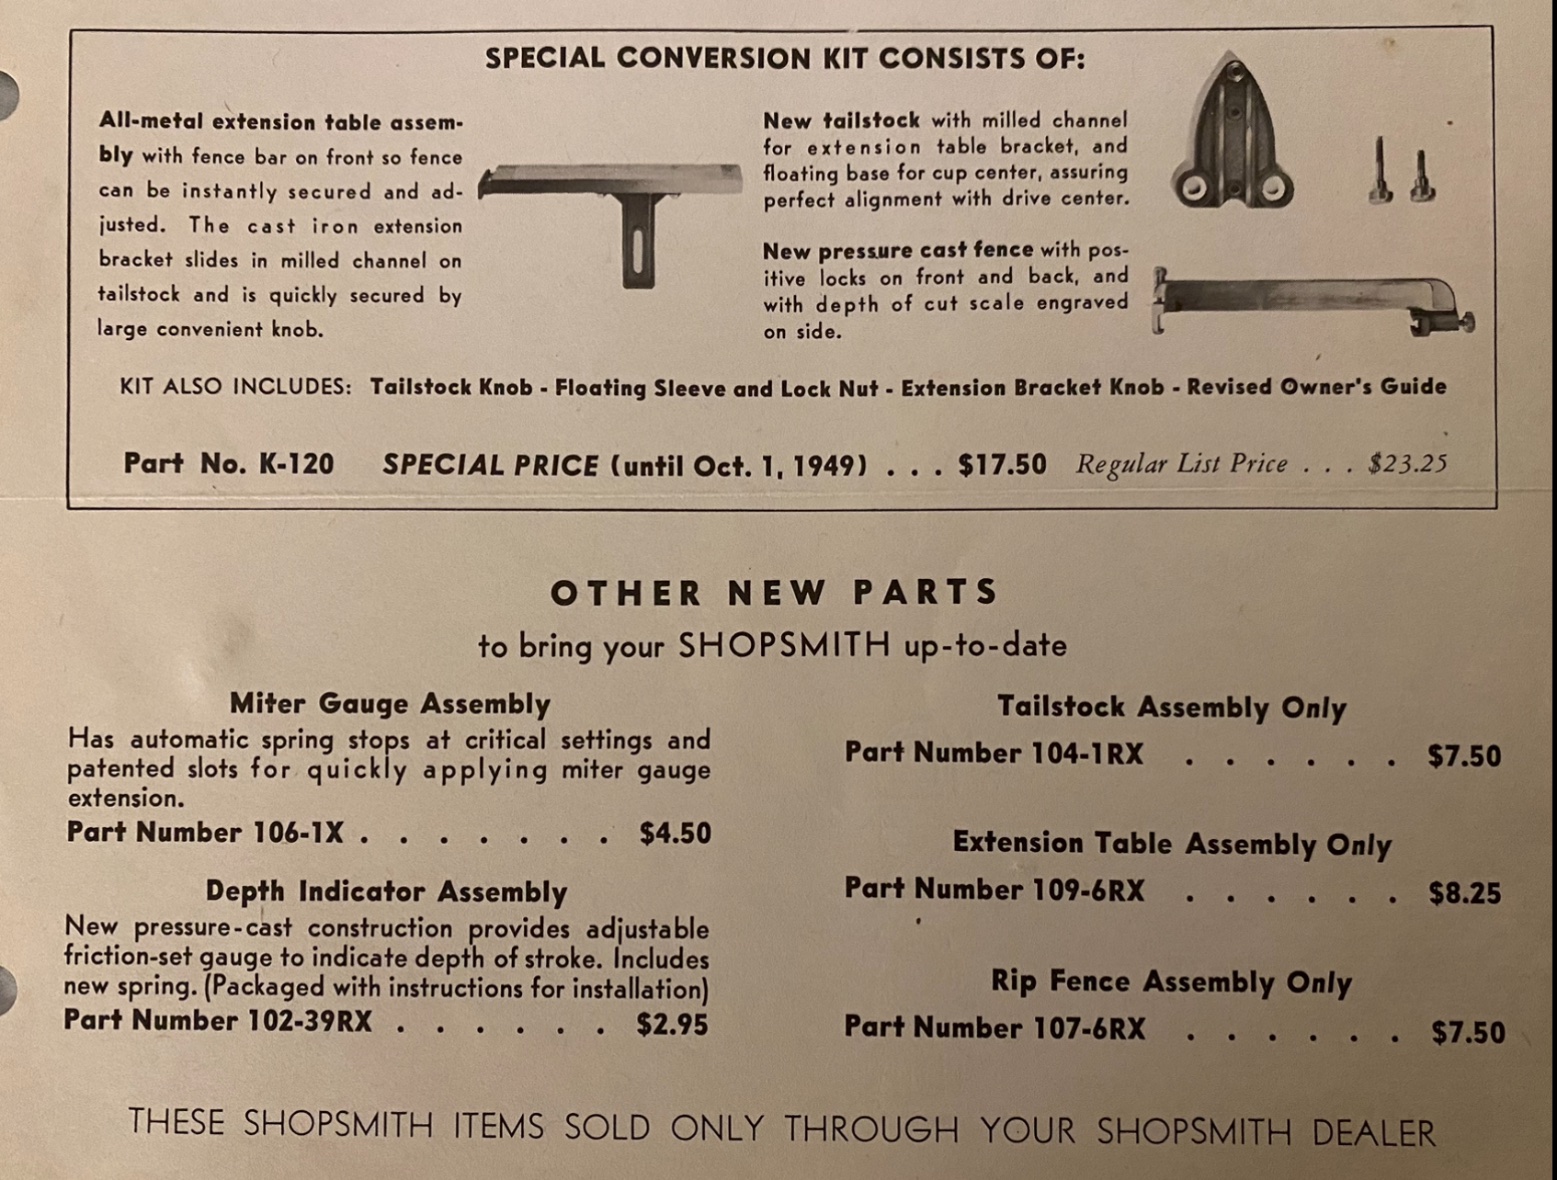 SPECIAL CONVERSION KIT CONSISTS OF:
All-metal extension table assem-
bly with fence bar on front so fence
can be instantly secured and ad-
justed. The cast iron extension
bracket slides in milled channel on
tailstock and is quickly secured by
large convenient knob.
New tailstock with milled channel
for extension table bracket, and
floating base for cup center, assuring
perfect alignment with drive center.
New pressure cast fence with pos-
itive locks on front and back, and
with depth of cut scale engraved
on side.
KIT ALSO INCLUDES: Tailstock Knob - Floating Sleeve and Lock Nut - Extension Bracket Knob - Revised Owner's Guide
Part No. K-120 SPECIAL PRICE (until Oct. 1, 1949) . . . $17.50 Regular List Price . . . $23.25
OTHER NEW PARTS
to bring your SHOPSMITH up-to-date
Miter Gauge Assembly
Has automatic spring stops at critical settings and
patented slots for quickly applying miter gauge
extension.
Part Number 106-1X . . . . . . . $4.50
Depth Indicator Assembly
New pressure-cast construction provides adjustable
friction-set gauge to indicate depth of stroke. Includes
new spring. (Packaged with instructions for installation)
Part Number 102-39RX . . . . . . $2.95
Tailstock Assembly Only
Part Number 104-1RX . . . . . . $7.50
Extension Table Assembly Only
Part Number 109-6RX . . . . . . $8.25
Rip Fence Assembly Only
Part Number 107-6RX . . . . . . $7.50
THESE SHOPSMITH ITEMS SOLD ONLY THROUGH YOUR SHOPSMITH DEALER